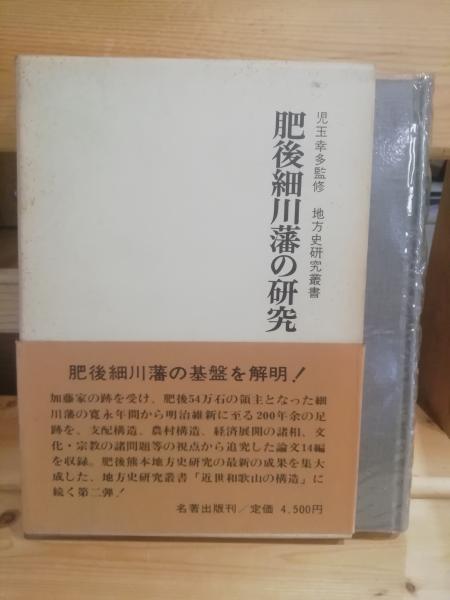 児玉幸多監修 地方史研究叢書
肥後細川藩の研究
肥後細川藩の基盤を解明!
加藤家の跡を受け、肥後54万石の領主となった細
川藩の寛永年間から明治維新に至る200年余の足
跡を、支配構造、農村構造、経済展開の諸相、文
化・宗教の諸問題等の視点から追究した論文14編
を収録。肥後熊本地方史研究の最新の成果を集大
成した、地方史研究叢書「近世和歌山の構造」に
続く第二弾!
名著出版刊/定価 4,500円